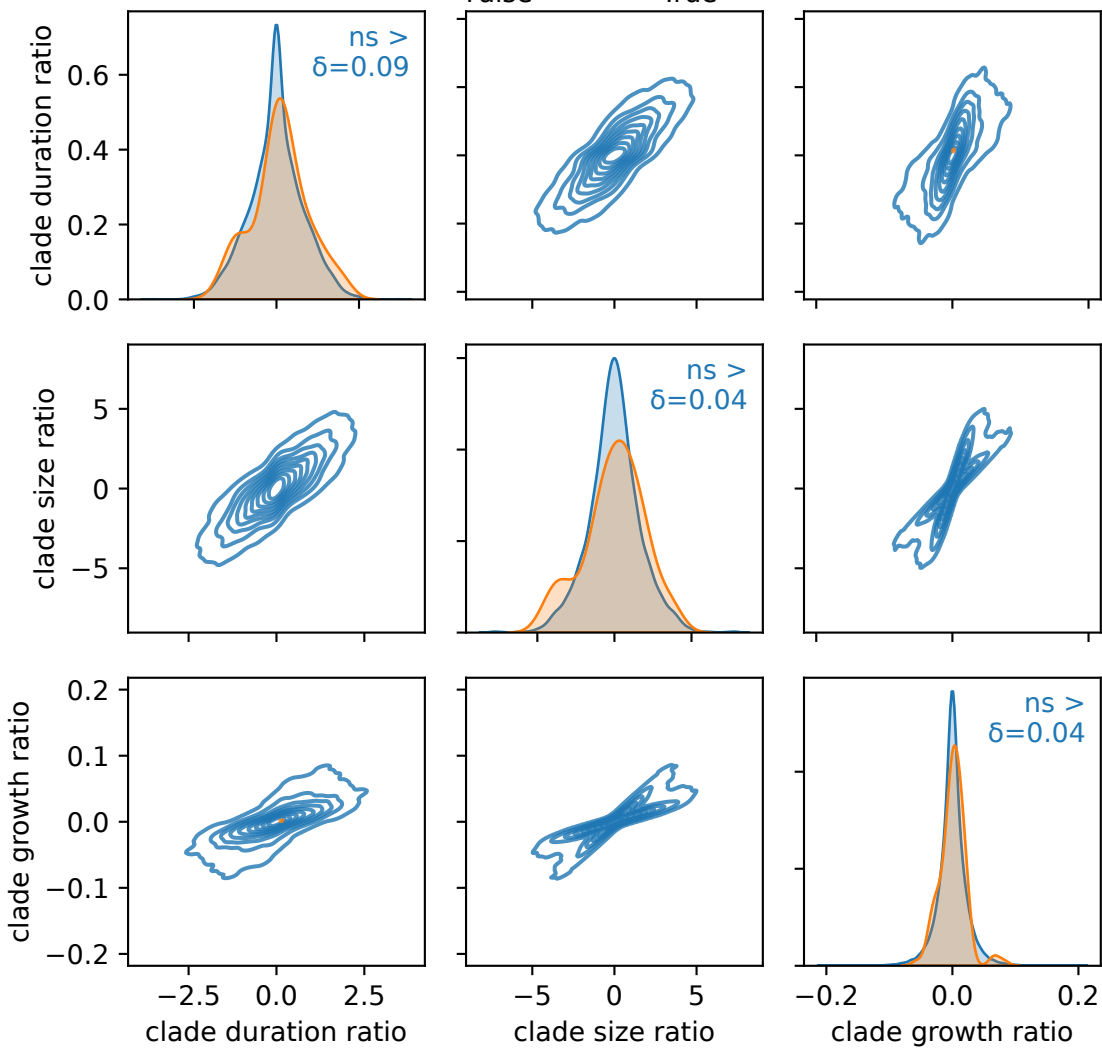 clade duration ratio
0.6
0.4
0.2
0.0
ns >
δ=0.09
clade size ratio
5
0
−5
ns >
δ=0.04
clade growth ratio
0.2
0.1
0.0
−0.1
−0.2
ns >
δ=0.04
−2.5 0.0 2.5
clade duration ratio
−5 0 5
clade size ratio
−0.2 0.0 0.2
clade growth ratio